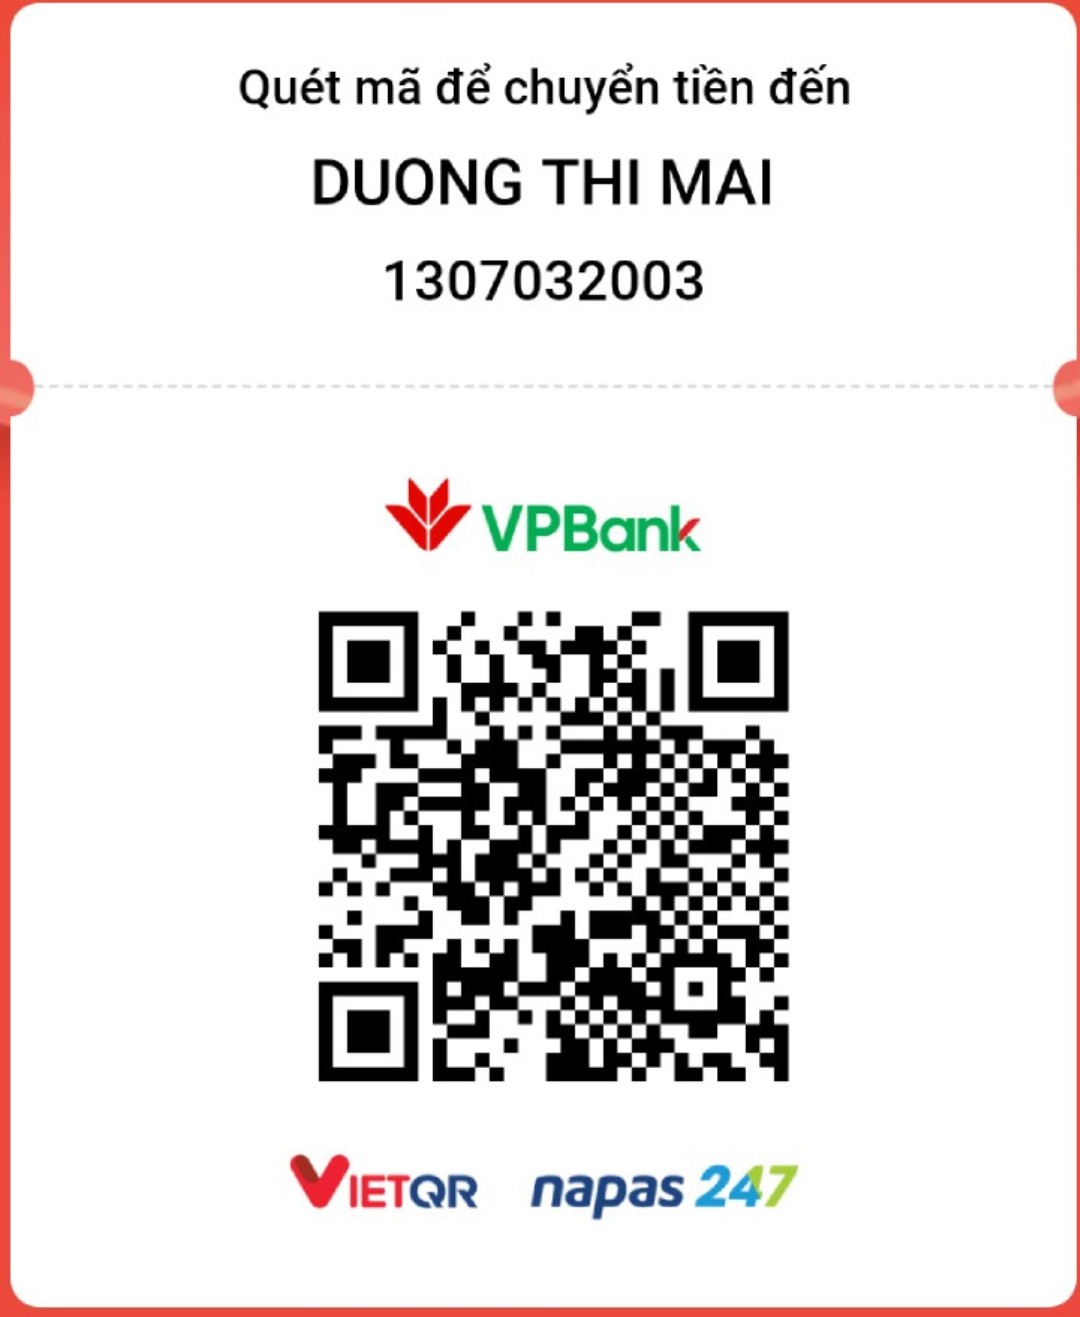 Quét mã để chuyển tiền đến
DUONG THI MAI
1307032003
VPBank
VIETQR napas 247